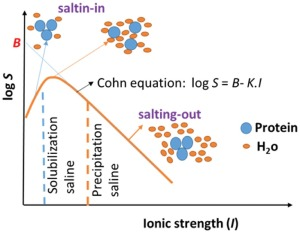 saltin-in
B
Cohn equation: log S = B- K.I
log S
salting-out
Solubilization
saline
Precipitation
saline
Protein
H₂o
Ionic strength (I)